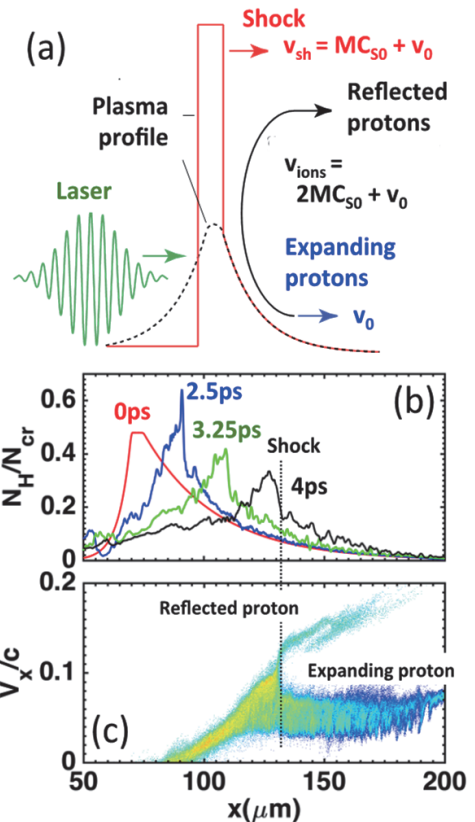 (a)
Shock
v_sh = MC_S0 + v_0
Plasma
profile
Reflected
protons
v_ions =
2MC_S0 + v_0
Laser
Expanding
protons
v_0
(b)
N_H/N_cr
0.6
0.4
0.2
0
0ps
2.5ps
3.25ps
Shock
4ps
(c)
V_x/c
0.2
0.1
0
Reflected proton
Expanding proton
50 100 150 200
x(μm)